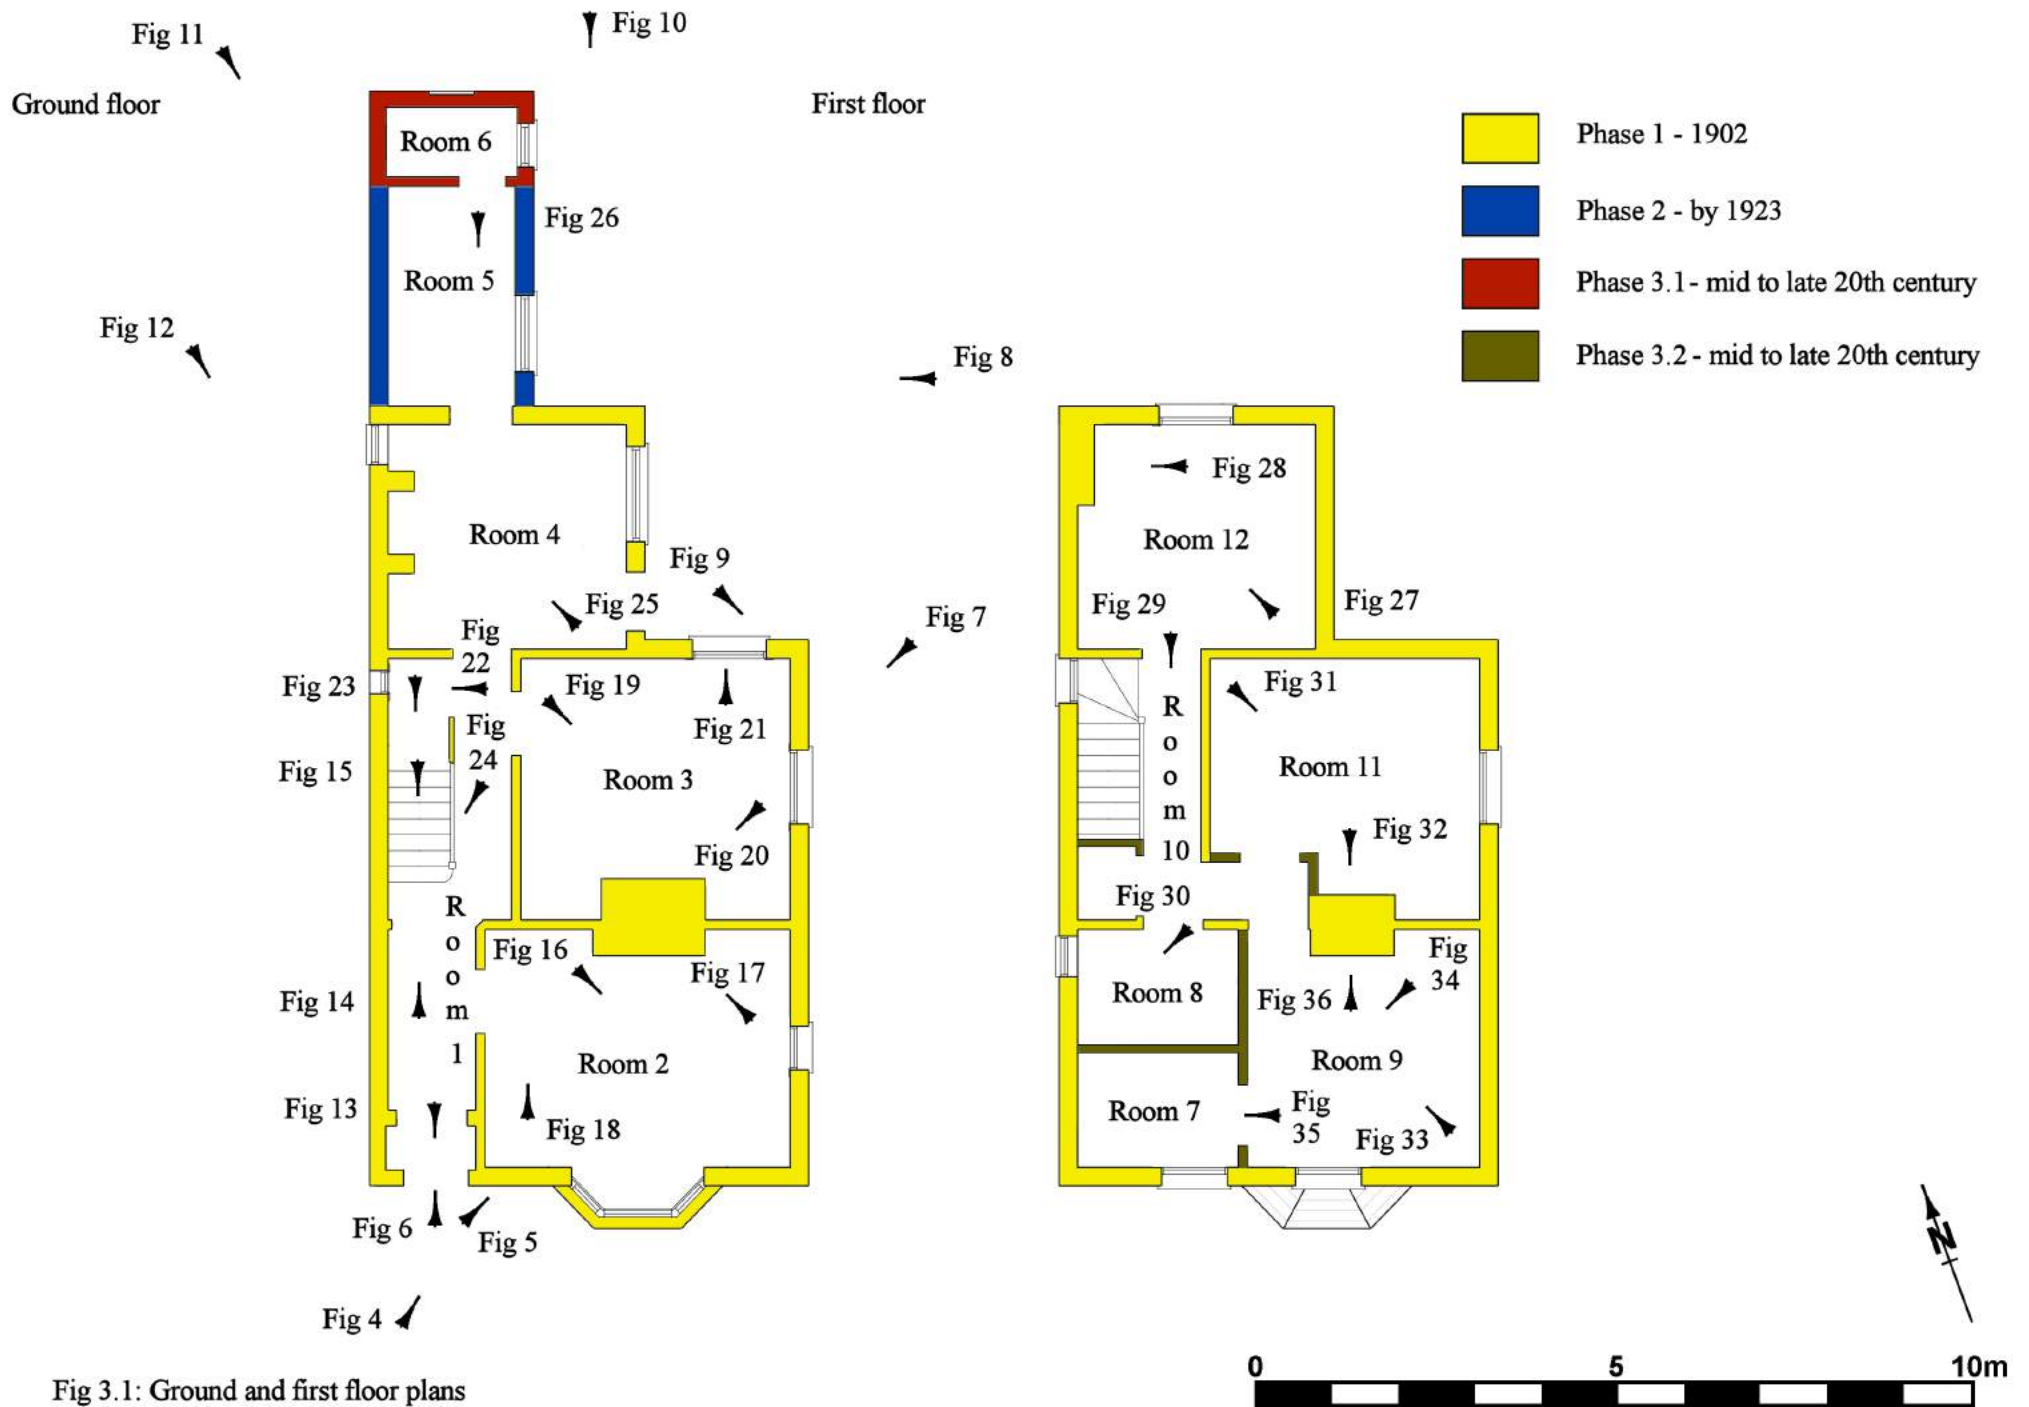 Fig 10
Fig 11
Ground floor
First floor
Phase 1 - 1902
Room 6
Phase 2 - by 1923
Fig 26
Room 5
Phase 3.1- mid to late 20th century
Fig 12
Fig 8
Phase 3.2 - mid to late 20th century
Fig 28
Room 4
Room 12
Fig 9
Fig 25
Fig 29
Fig 27
Fig 7
Fig
22
Fig 23
Fig 19
Fig 31
Fig 21
Fig
24
Fig 15
Room 3
Room 11
Fig 20
Fig 32
Room 10
Fig 30
Room 1
Fig 16
Fig 17
Fig
34
Fig 14
Room 8
Fig 36
Room 2
Room 9
Fig 13
Fig 18
Room 7
Fig
35
Fig 33
Fig 6
Fig 5
N
Fig 4
0 5 10m
Fig 3.1: Ground and first floor plans